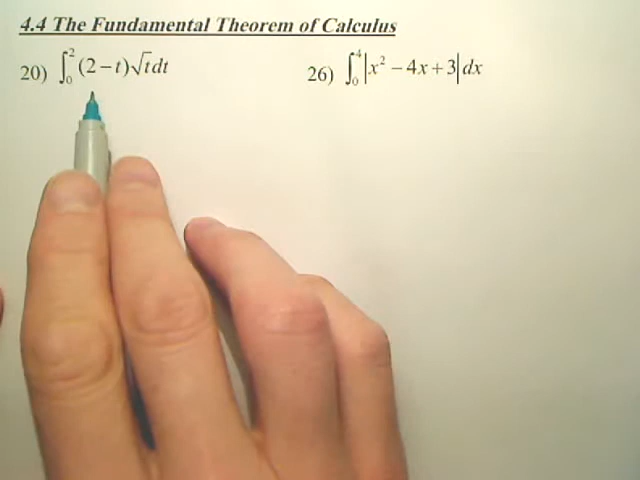 4.4 The Fundamental Theorem of Calculus
20) ∫₀² (2 − t)√t dt
26) ∫₀⁴ |x² − 4x + 3| dx